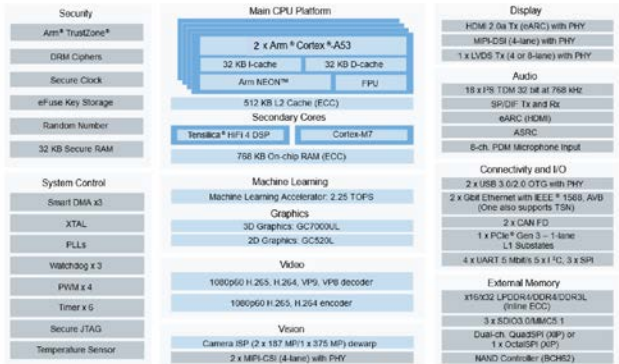 Security
Arm® TrustZone®
DRM Ciphers
Secure Clock
eFuse Key Storage
Random Number
32 KB Secure RAM
System Control
Smart DMA x3
XTAL
PLLs
Watchdog x 3
PWM x 4
Timer x 6
Secure JTAG
Temperature Sensor
Main CPU Platform
2 x Arm® Cortex®-A53
32 KB I-cache
32 KB D-cache
Arm NEON™
FPU
512 KB L2 Cache (ECC)
Secondary Cores
Tensilica® HiFi 4 DSP
Cortex-M7
768 KB On-chip RAM (ECC)
Machine Learning
Machine Learning Accelerator: 2.25 TOPS
Graphics
3D Graphics: GC7000UL
2D Graphics: GC520L
Video
1080p60 H.265, H.264, VP9, VP8 decoder
1080p60 H.265, H.264 encoder
Vision
Camera ISP (2 x 187 MP/1 x 375 MP) dewarp
2 x MIPI-CSI (4-lane) with PHY
Display
HDMI 2.0a Tx (eARC) with PHY
MIPI-DSI (4-lane) with PHY
1 x LVDS Tx (4 or 8-lane) with PHY
Audio
18 x I²S TDM 32 bit at 768 kHz
SP/DIF Tx and Rx
eARC (HDMI)
ASRC
8-ch. PDM Microphone Input
Connectivity and I/O
2 x USB 3.0/2.0 OTG with PHY
2 x Gbit Ethernet with IEEE® 1588, AVB
(One also supports TSN)
2 x CAN FD
1 x PCIe® Gen 3 – 1-lane
L1 Substates
4 x UART 5 Mbit/s 5 x I²C, 3 x SPI
External Memory
x16/x32 LPDDR4/DDR4/DDR3L
(Inline ECC)
3 x SDIO3.0/MMC5.1
Dual-ch. QuadSPI (XIP) or
1 x OctalSPI (XIP)
NAND Controller (BCH62)